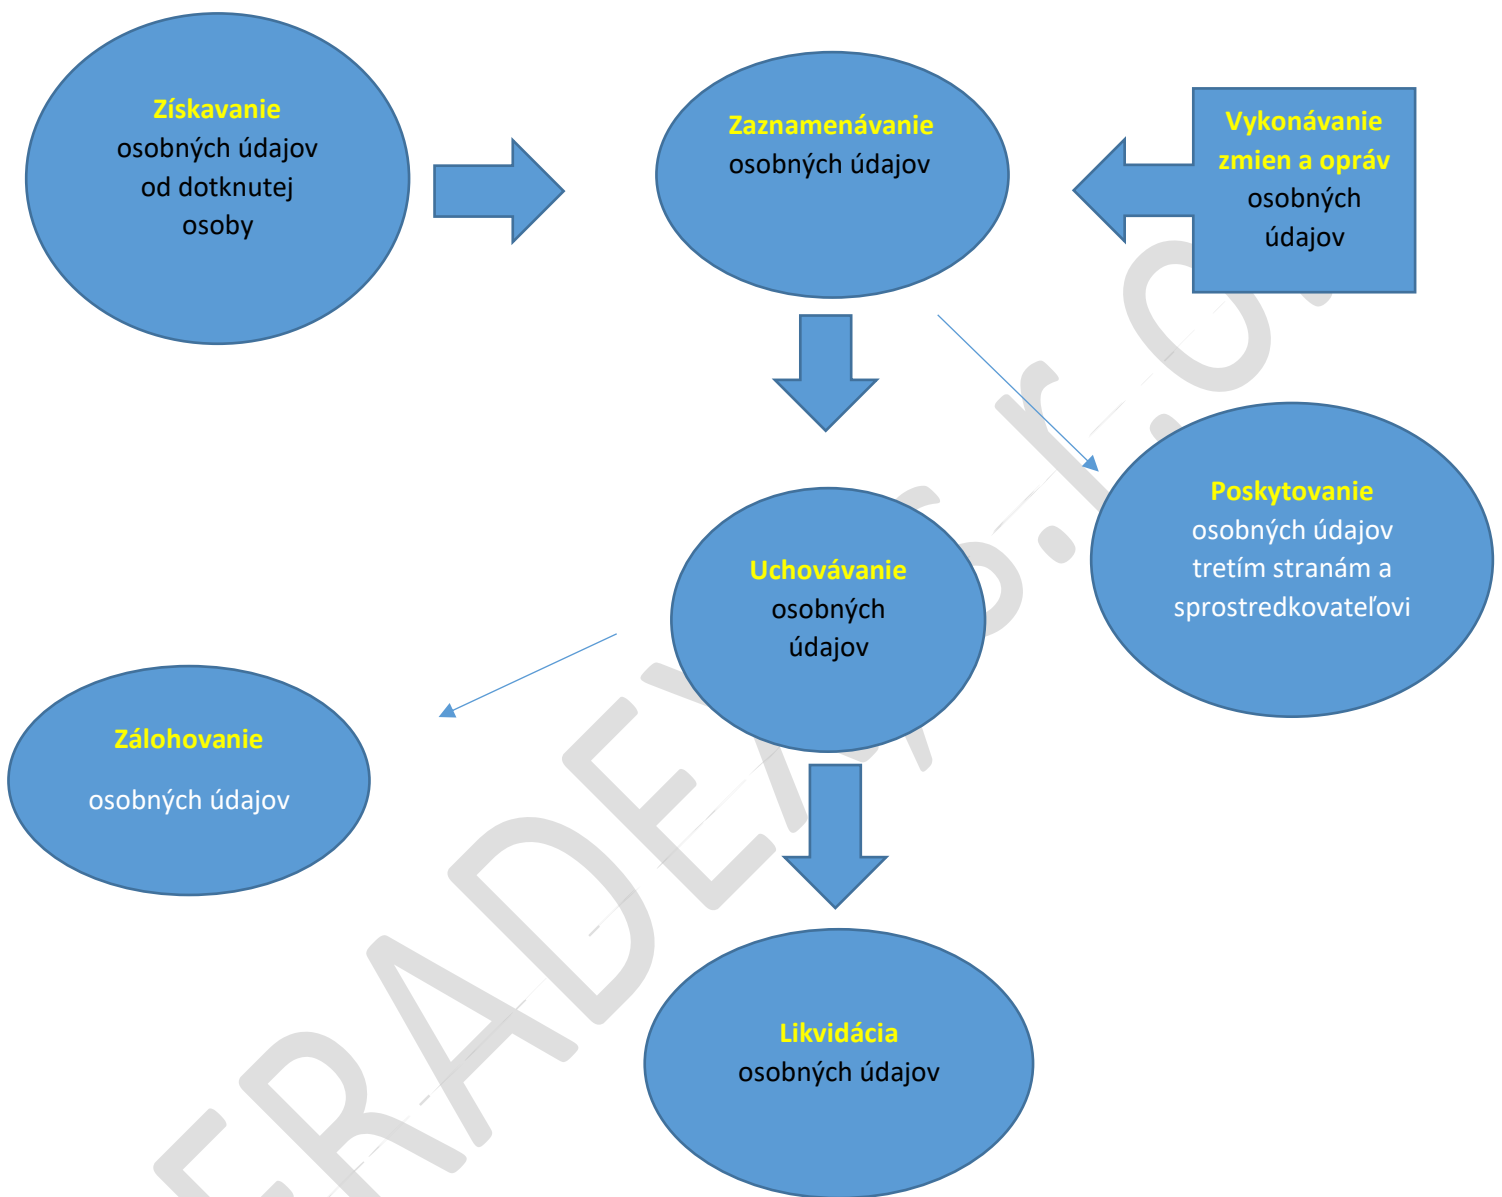 Získavanie
osobných údajov
od dotknutej
osoby
Zaznamenávanie
osobných údajov
Vykonávanie
zmien a opráv
osobných
údajov
Poskytovanie
osobných údajov
tretím stranám a
sprostredkovateľovi
Uchovávanie
osobných
údajov
Zálohovanie
osobných údajov
Likvidácia
osobných údajov